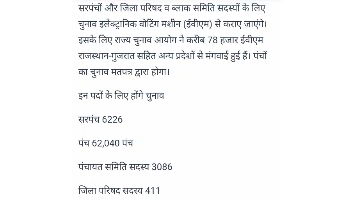 सरपंचों और जिला परिषद व ब्लाक समिति सदस्यों के लिए
चुनाव इलेक्ट्रानिक वोटिंग मशीन (ईवीएम) से कराए जाएंगे।
इसके लिए राज्य चुनाव आयोग ने करीब 78 हजार ईवीएम
राजस्थान-गुजरात सहित अन्य प्रदेशों से मंगवाई हुई हैं। पंचों
का चुनाव मतपत्र द्वारा होगा।
इन पदों के लिए होंगे चुनाव
सरपंच 6226
पंच 62,040 पंच
पंचायत समिति सदस्य 3086
जिला परिषद सदस्य 411